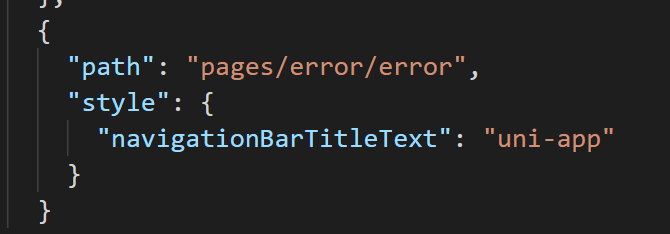 },
{
"path": "pages/error/error",
"style": {
"navigationBarTitleText": "uni-app"
}
}